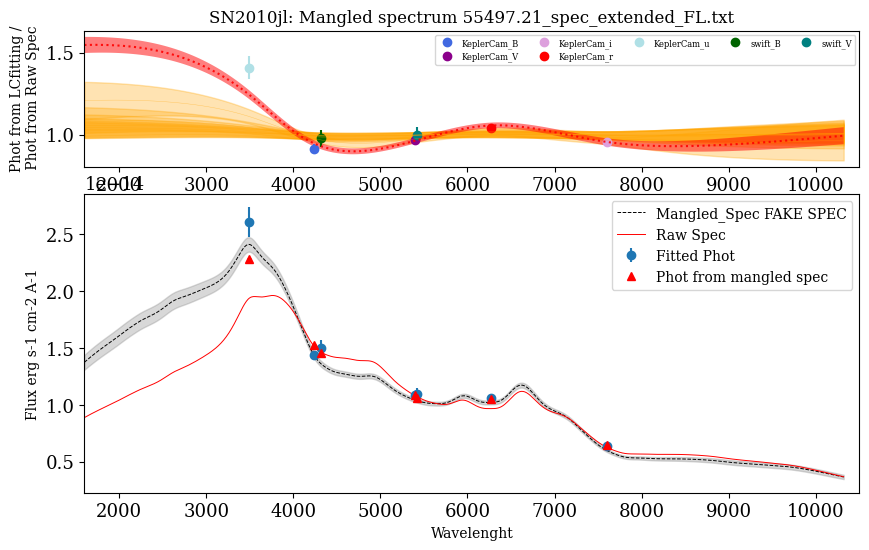 SN2010jl: Mangled spectrum 55497.21_spec_extended_FL.txt
Phot from LCfitting /
Phot from Raw Spec
1.5
1.0
KeplerCam_B
KeplerCam_V
KeplerCam_i
KeplerCam_r
KeplerCam_u
swift_B
swift_V
2000 3000 4000 5000 6000 7000 8000 9000 10000
1e−14
Flux erg s-1 cm-2 A-1
2.5
2.0
1.5
1.0
0.5
Mangled_Spec FAKE SPEC
Raw Spec
Fitted Phot
Phot from mangled spec
2000 3000 4000 5000 6000 7000 8000 9000 10000
Wavelenght